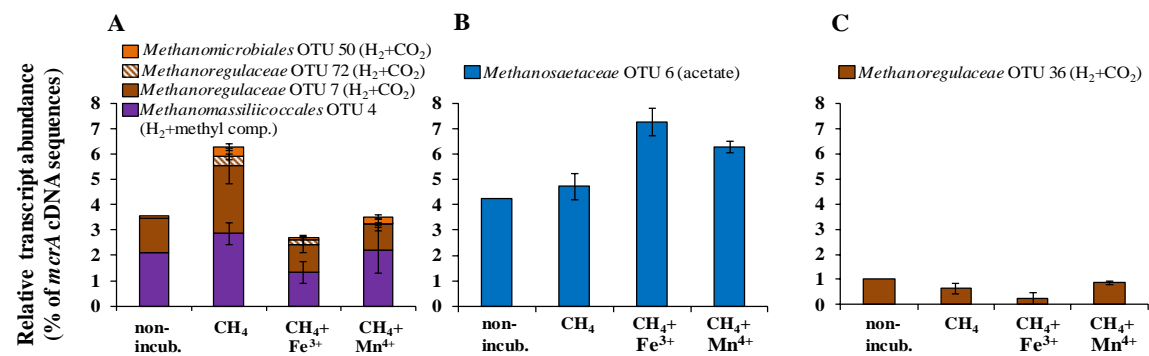 A
Methanomicrobiales OTU 50 (H₂+CO₂)
Methanoregulaceae OTU 72 (H₂+CO₂)
Methanoregulaceae OTU 7 (H₂+CO₂)
Methanomassiliicoccales OTU 4
(H₂+methyl comp.)
Relative transcript abundance
(% of mcrA cDNA sequences)
8
7
6
5
4
3
2
1
0
non-
incub.
CH₄
CH₄+
Fe³⁺
CH₄+
Mn⁴⁺
B
Methanosaetaceae OTU 6 (acetate)
8
7
6
5
4
3
2
1
0
non-
incub.
CH₄
CH₄+
Fe³⁺
CH₄+
Mn⁴⁺
C
Methanoregulaceae OTU 36 (H₂+CO₂)
8
7
6
5
4
3
2
1
0
non-
incub.
CH₄
CH₄+
Fe³⁺
CH₄+
Mn⁴⁺